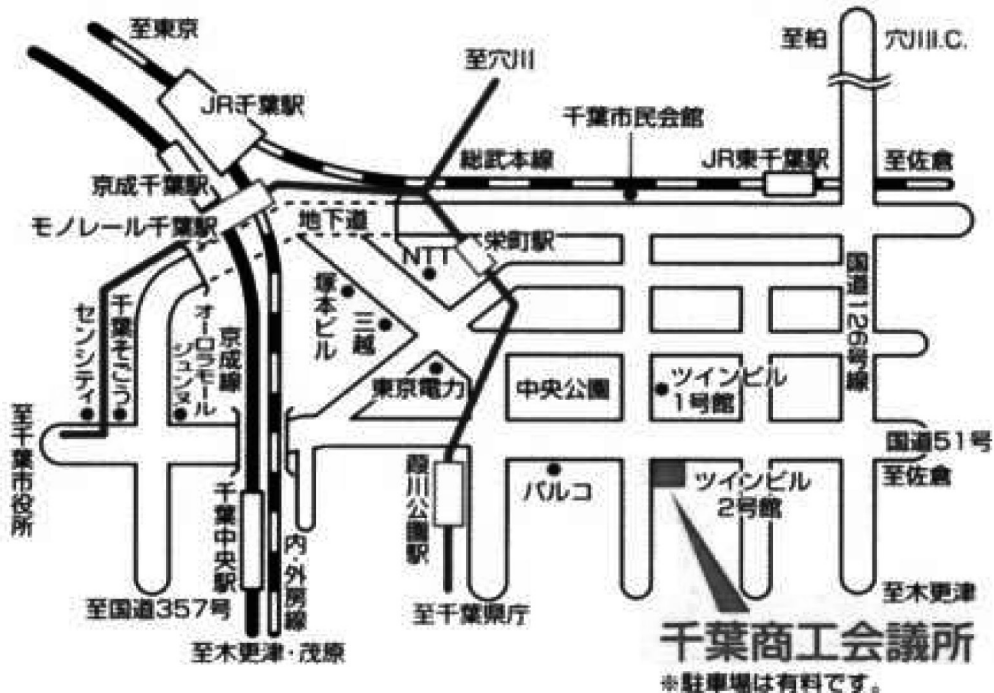 至東京
至柏
穴川I.C.
至穴川
JR千葉駅
千葉市民会館
総武本線
JR東千葉駅
至佐倉
京成千葉駅
モノレール千葉駅
地下道
栄町駅
NTT
国道126号線
塚本ビル
三越
センシティ
千葉そごう
オーロラモール
ジュンヌ
京成線
東京電力
中央公園
ツインビル
1号館
至千葉市役所
国道51号
至佐倉
葭川公園駅
パルコ
ツインビル
2号館
千葉中央駅
内・外房線
至国道357号
至千葉県庁
至木更津
至木更津・茂原
千葉商工会議所
※駐車場は有料です。